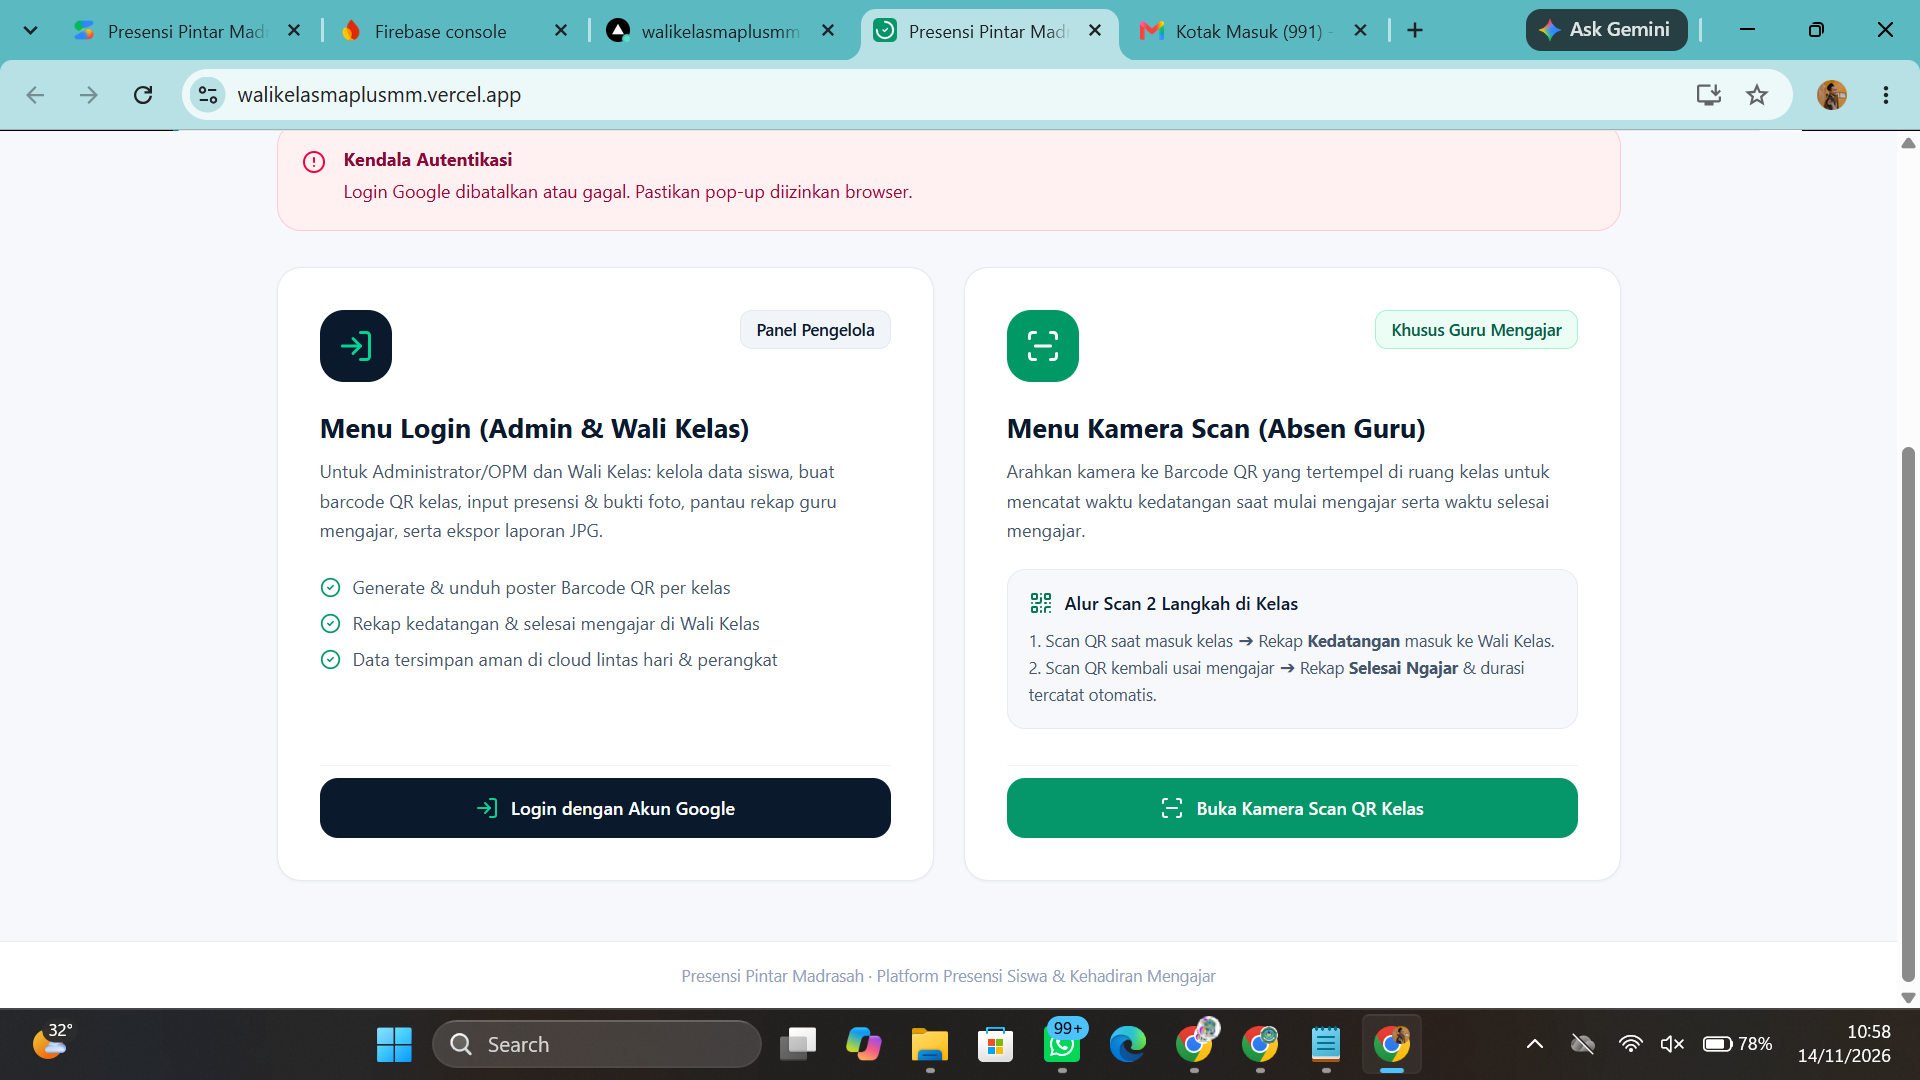 Presensi Pintar Mad
Firebase console
walikelasmaplusmm
Presensi Pintar Mad
Kotak Masuk (991) -
Ask Gemini
walikelasmaplusmm.vercel.app
Kendala Autentikasi
Login Google dibatalkan atau gagal. Pastikan pop-up diizinkan browser.
Panel Pengelola
Menu Login (Admin & Wali Kelas)
Untuk Administrator/OPM dan Wali Kelas: kelola data siswa, buat
barcode QR kelas, input presensi & bukti foto, pantau rekap guru
mengajar, serta ekspor laporan JPG.
Generate & unduh poster Barcode QR per kelas
Rekap kedatangan & selesai mengajar di Wali Kelas
Data tersimpan aman di cloud lintas hari & perangkat
Login dengan Akun Google
Khusus Guru Mengajar
Menu Kamera Scan (Absen Guru)
Arahkan kamera ke Barcode QR yang tertempel di ruang kelas untuk
mencatat waktu kedatangan saat mulai mengajar serta waktu selesai
mengajar.
Alur Scan 2 Langkah di Kelas
1. Scan QR saat masuk kelas ➔ Rekap Kedatangan masuk ke Wali Kelas.
2. Scan QR kembali usai mengajar ➔ Rekap Selesai Ngajar & durasi
tercatat otomatis.
Buka Kamera Scan QR Kelas
Presensi Pintar Madrasah · Platform Presensi Siswa & Kehadiran Mengajar
32°
Search
99+
78%
10:58
14/11/2026